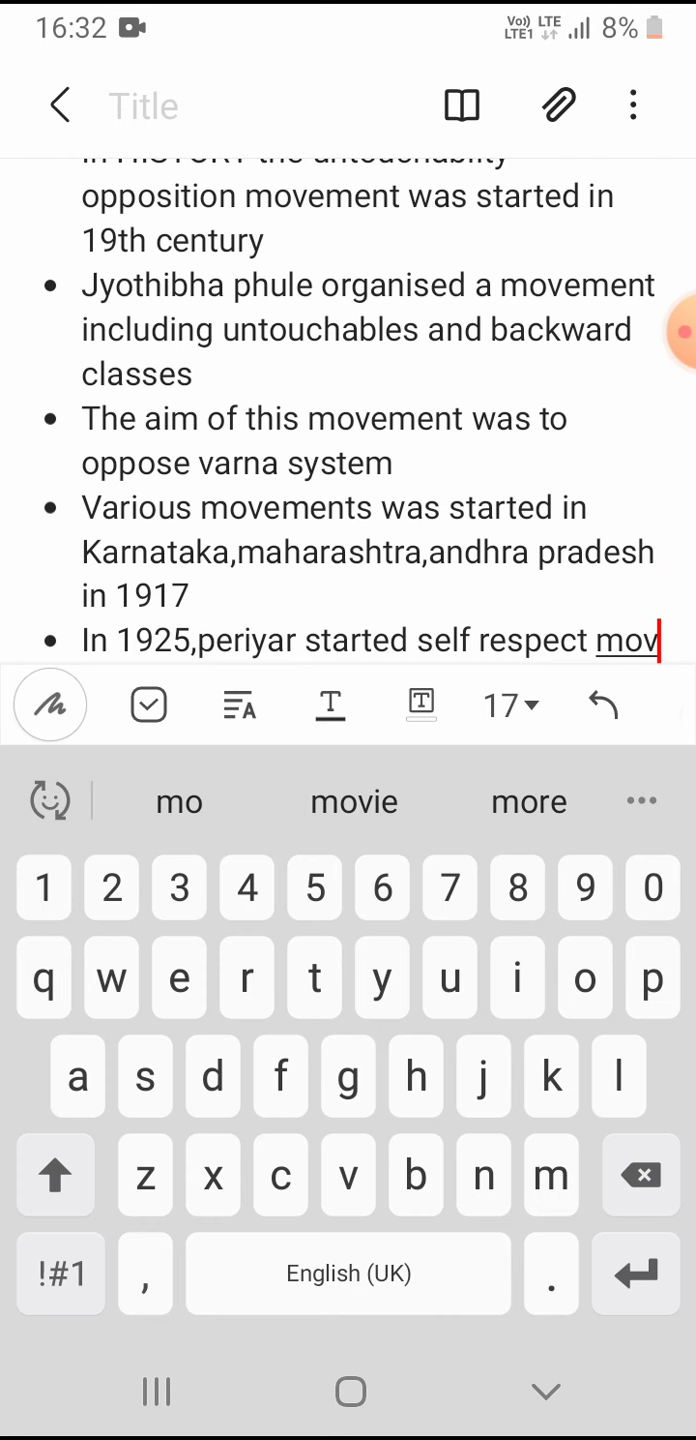 16:32 Vo) LTE LTE1 8%
Title
opposition movement was started in
19th century
• Jyothibha phule organised a movement
including untouchables and backward
classes
• The aim of this movement was to
oppose varna system
• Various movements was started in
Karnataka,maharashtra,andhra pradesh
in 1917
• In 1925,periyar started self respect mov
17
mo movie more
1 2 3 4 5 6 7 8 9 0
q w e r t y u i o p
a s d f g h j k l
z x c v b n m
!#1 , English (UK) .